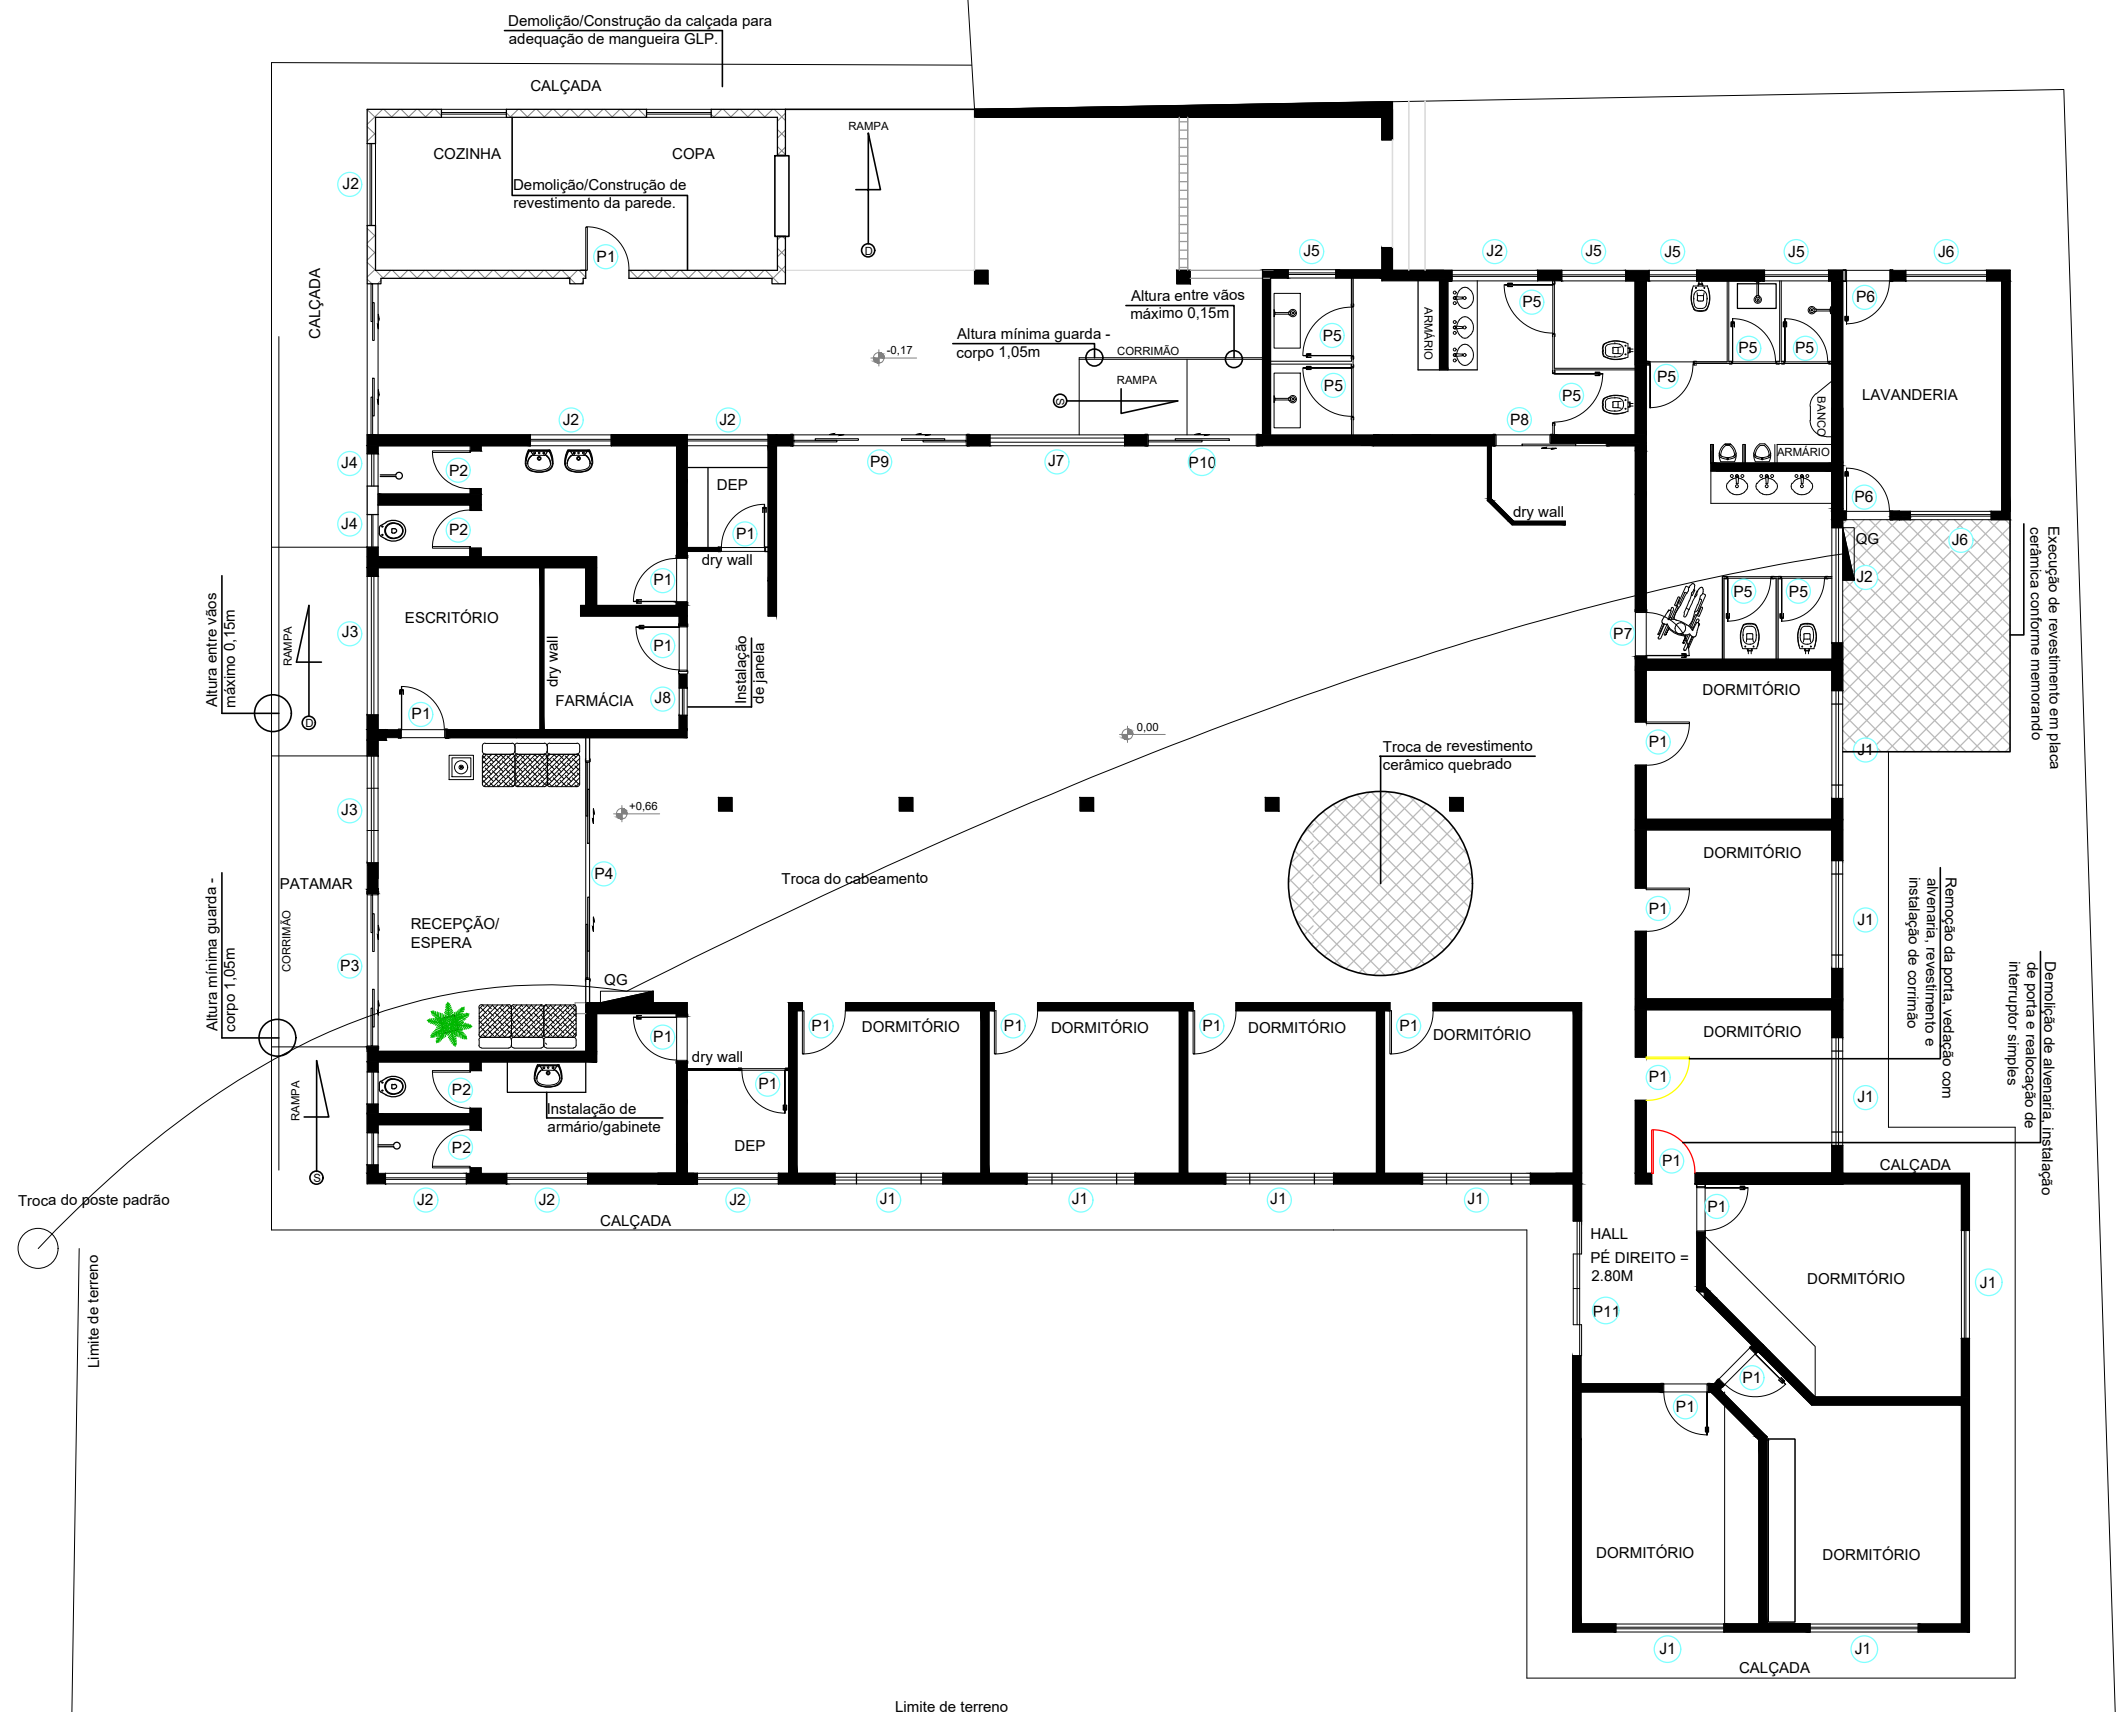 Demolição/Construção da calçada para
adequação de mangueira GLP.
CALÇADA
RAMPA
COZINHA
COPA
J2
Demolição/Construção de
revestimento da parede.
P1
D
CALÇADA
J5
J2
J5
J5
J5
J6
Altura entre vãos
máximo 0,15m
Altura mínima guarda -
corpo 1,05m
CORRIMÃO
RAMPA
S
-0,17
P5
P5
ARMÁRIO
P5
P5
P5
P5
P5
P6
LAVANDERIA
BANCO
ARMÁRIO
P6
J2
J2
P9
J7
P10
P8
J4
P2
J4
P2
DEP
P1
dry wall
dry wall
P1
QG
J6
J2
Execução de revestimento em placa
cerâmica conforme memorando
Altura entre vãos
máximo 0,15m
RAMPA
D
J3
ESCRITÓRIO
dry wall
P1
FARMÁCIA
J8
Instalação
de janela
P1
P7
P5
P5
DORMITÓRIO
P1
J1
0,00
Troca de revestimento
cerâmico quebrado
J3
+0,66
P4
PATAMAR
Troca do cabeamento
DORMITÓRIO
P1
J1
Altura mínima guarda -
corpo 1,05m
CORRIMÃO
P3
RECEPÇÃO/
ESPERA
QG
Remoção da porta, vedação com
alvenaria, revestimento e
instalação de corrimão
Demolição de alvenaria, instalação
de porta e realocação de
interruptor simples
P1
dry wall
P1
DORMITÓRIO
P1
DORMITÓRIO
P1
DORMITÓRIO
P1
DORMITÓRIO
DORMITÓRIO
P1
J1
RAMPA
S
P2
P2
Instalação de
armário/gabinete
P1
DEP
P1
CALÇADA
Troca do poste padrão
J2
J2
J2
J1
J1
J1
J1
CALÇADA
P1
HALL
PÉ DIREITO =
2.80M
P11
DORMITÓRIO
J1
Limite de terreno
P1
P1
DORMITÓRIO
DORMITÓRIO
J1
J1
CALÇADA
Limite de terreno